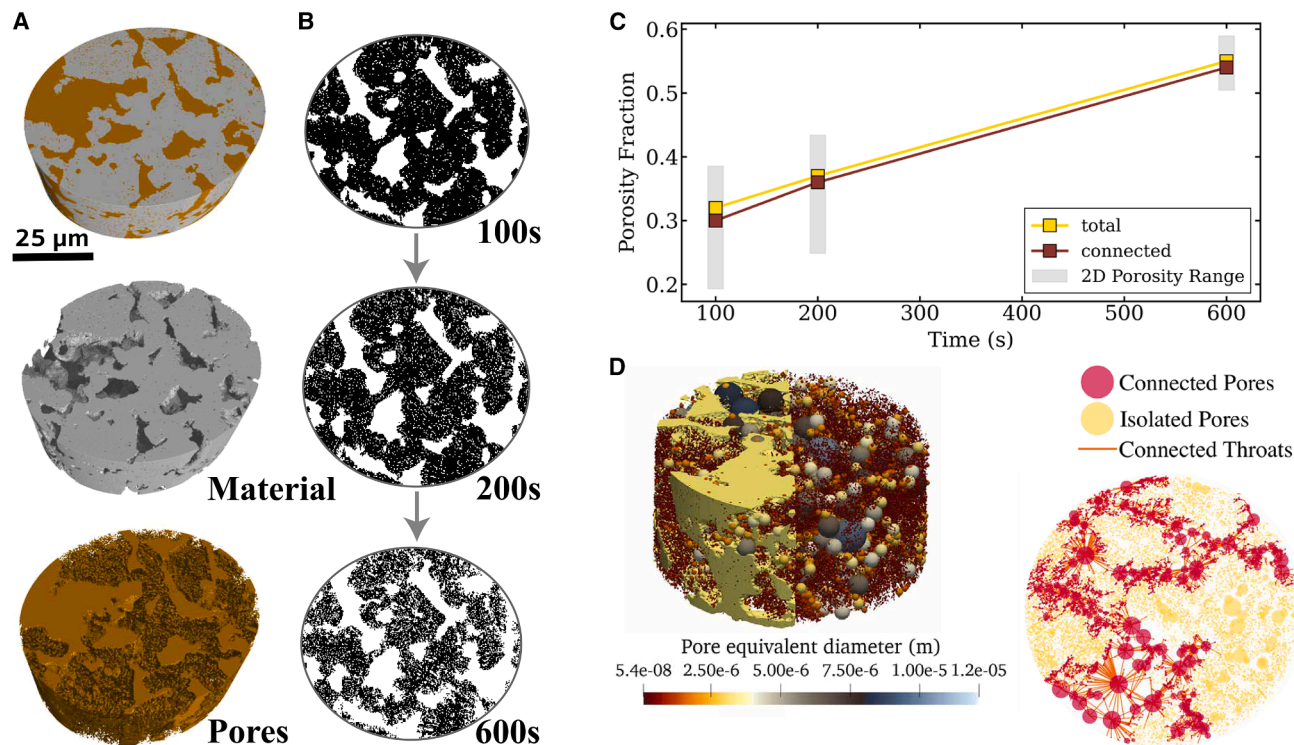 A
25 µm
Material
Pores
B
100s
200s
600s
C
Porosity Fraction
0.6
0.5
0.4
0.3
0.2
100 200 300 400 500 600
Time (s)
total
connected
2D Porosity Range
D
Pore equivalent diameter (m)
5.4e-08 2.50e-6 5.00e-6 7.50e-6 1.00e-5 1.2e-05
Connected Pores
Isolated Pores
Connected Throats